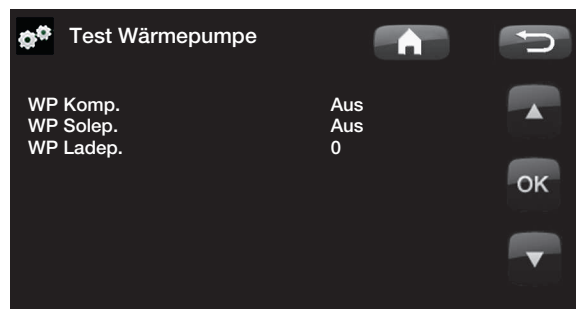 Test Wärmepumpe
WP Komp. Aus
WP Solep. Aus
WP Ladep. 0
OK